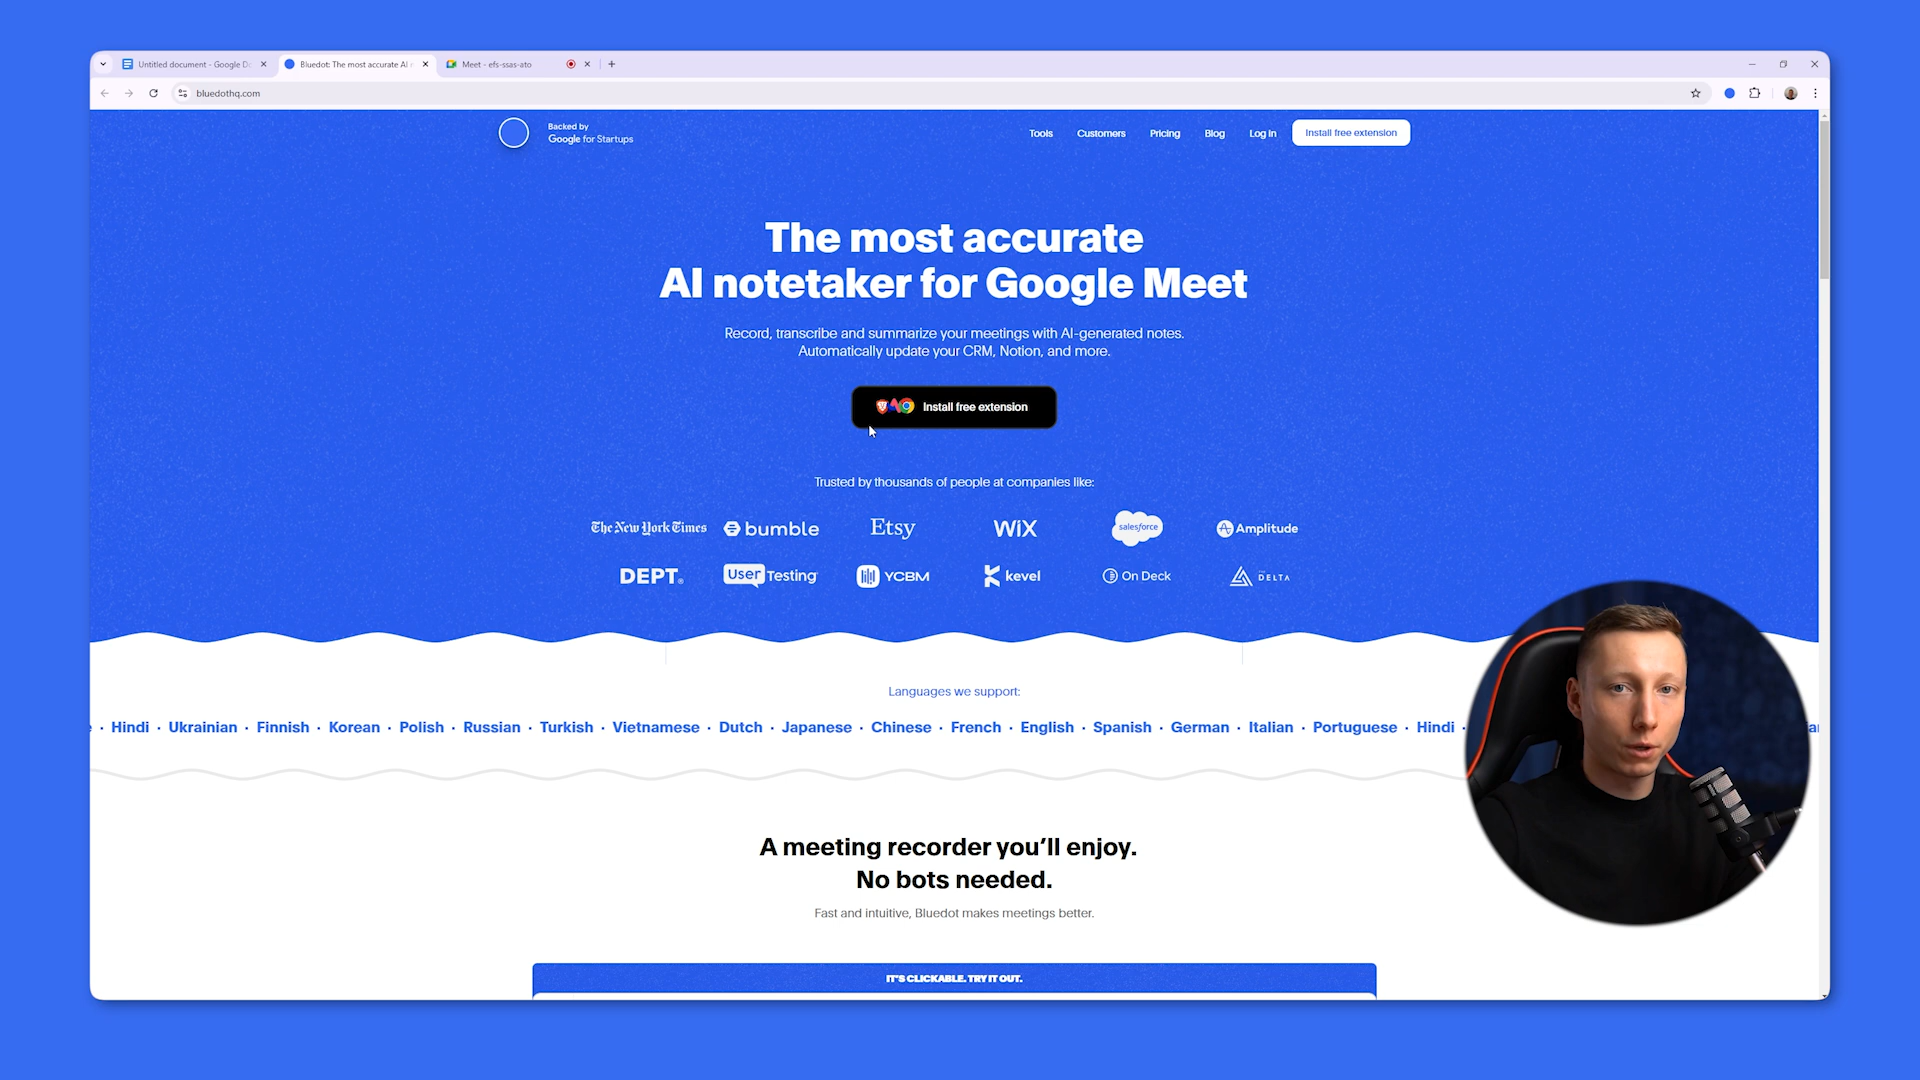 Untitled document - Google D
Bluedot: The most accurate AI n
Meet - efs-ssas-ato
bluedothq.com
Backed by
Google for Startups
Tools
Customers
Pricing
Blog
Log in
Install free extension
The most accurate
AI notetaker for Google Meet
Record, transcribe and summarize your meetings with AI-generated notes.
Automatically update your CRM, Notion, and more.
Install free extension
Trusted by thousands of people at companies like:
The New York Times
bumble
Etsy
WiX
salesforce
Amplitude
DEPT®
UserTesting
YCBM
kevel
On Deck
THE DELTA
Languages we support:
· Hindi · Ukrainian · Finnish · Korean · Polish · Russian · Turkish · Vietnamese · Dutch · Japanese · Chinese · French · English · Spanish · German · Italian · Portuguese · Hindi ·
A meeting recorder you’ll enjoy.
No bots needed.
Fast and intuitive, Bluedot makes meetings better.
IT'S CLICKABLE. TRY IT OUT.